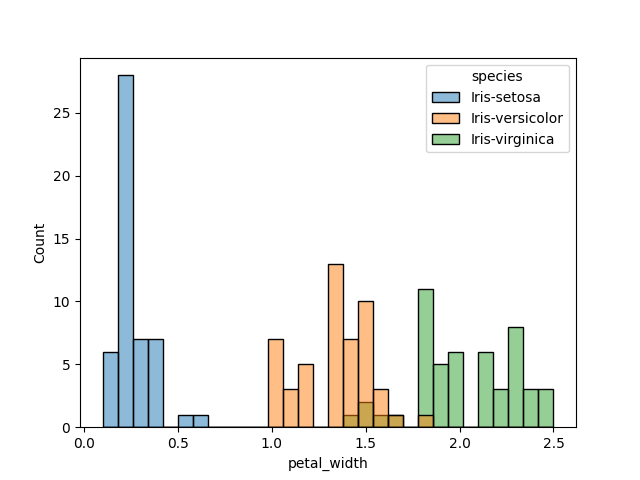 species
Iris-setosa
Iris-versicolor
Iris-virginica
25
20
15
10
5
0
Count
0.0 0.5 1.0 1.5 2.0 2.5
petal_width